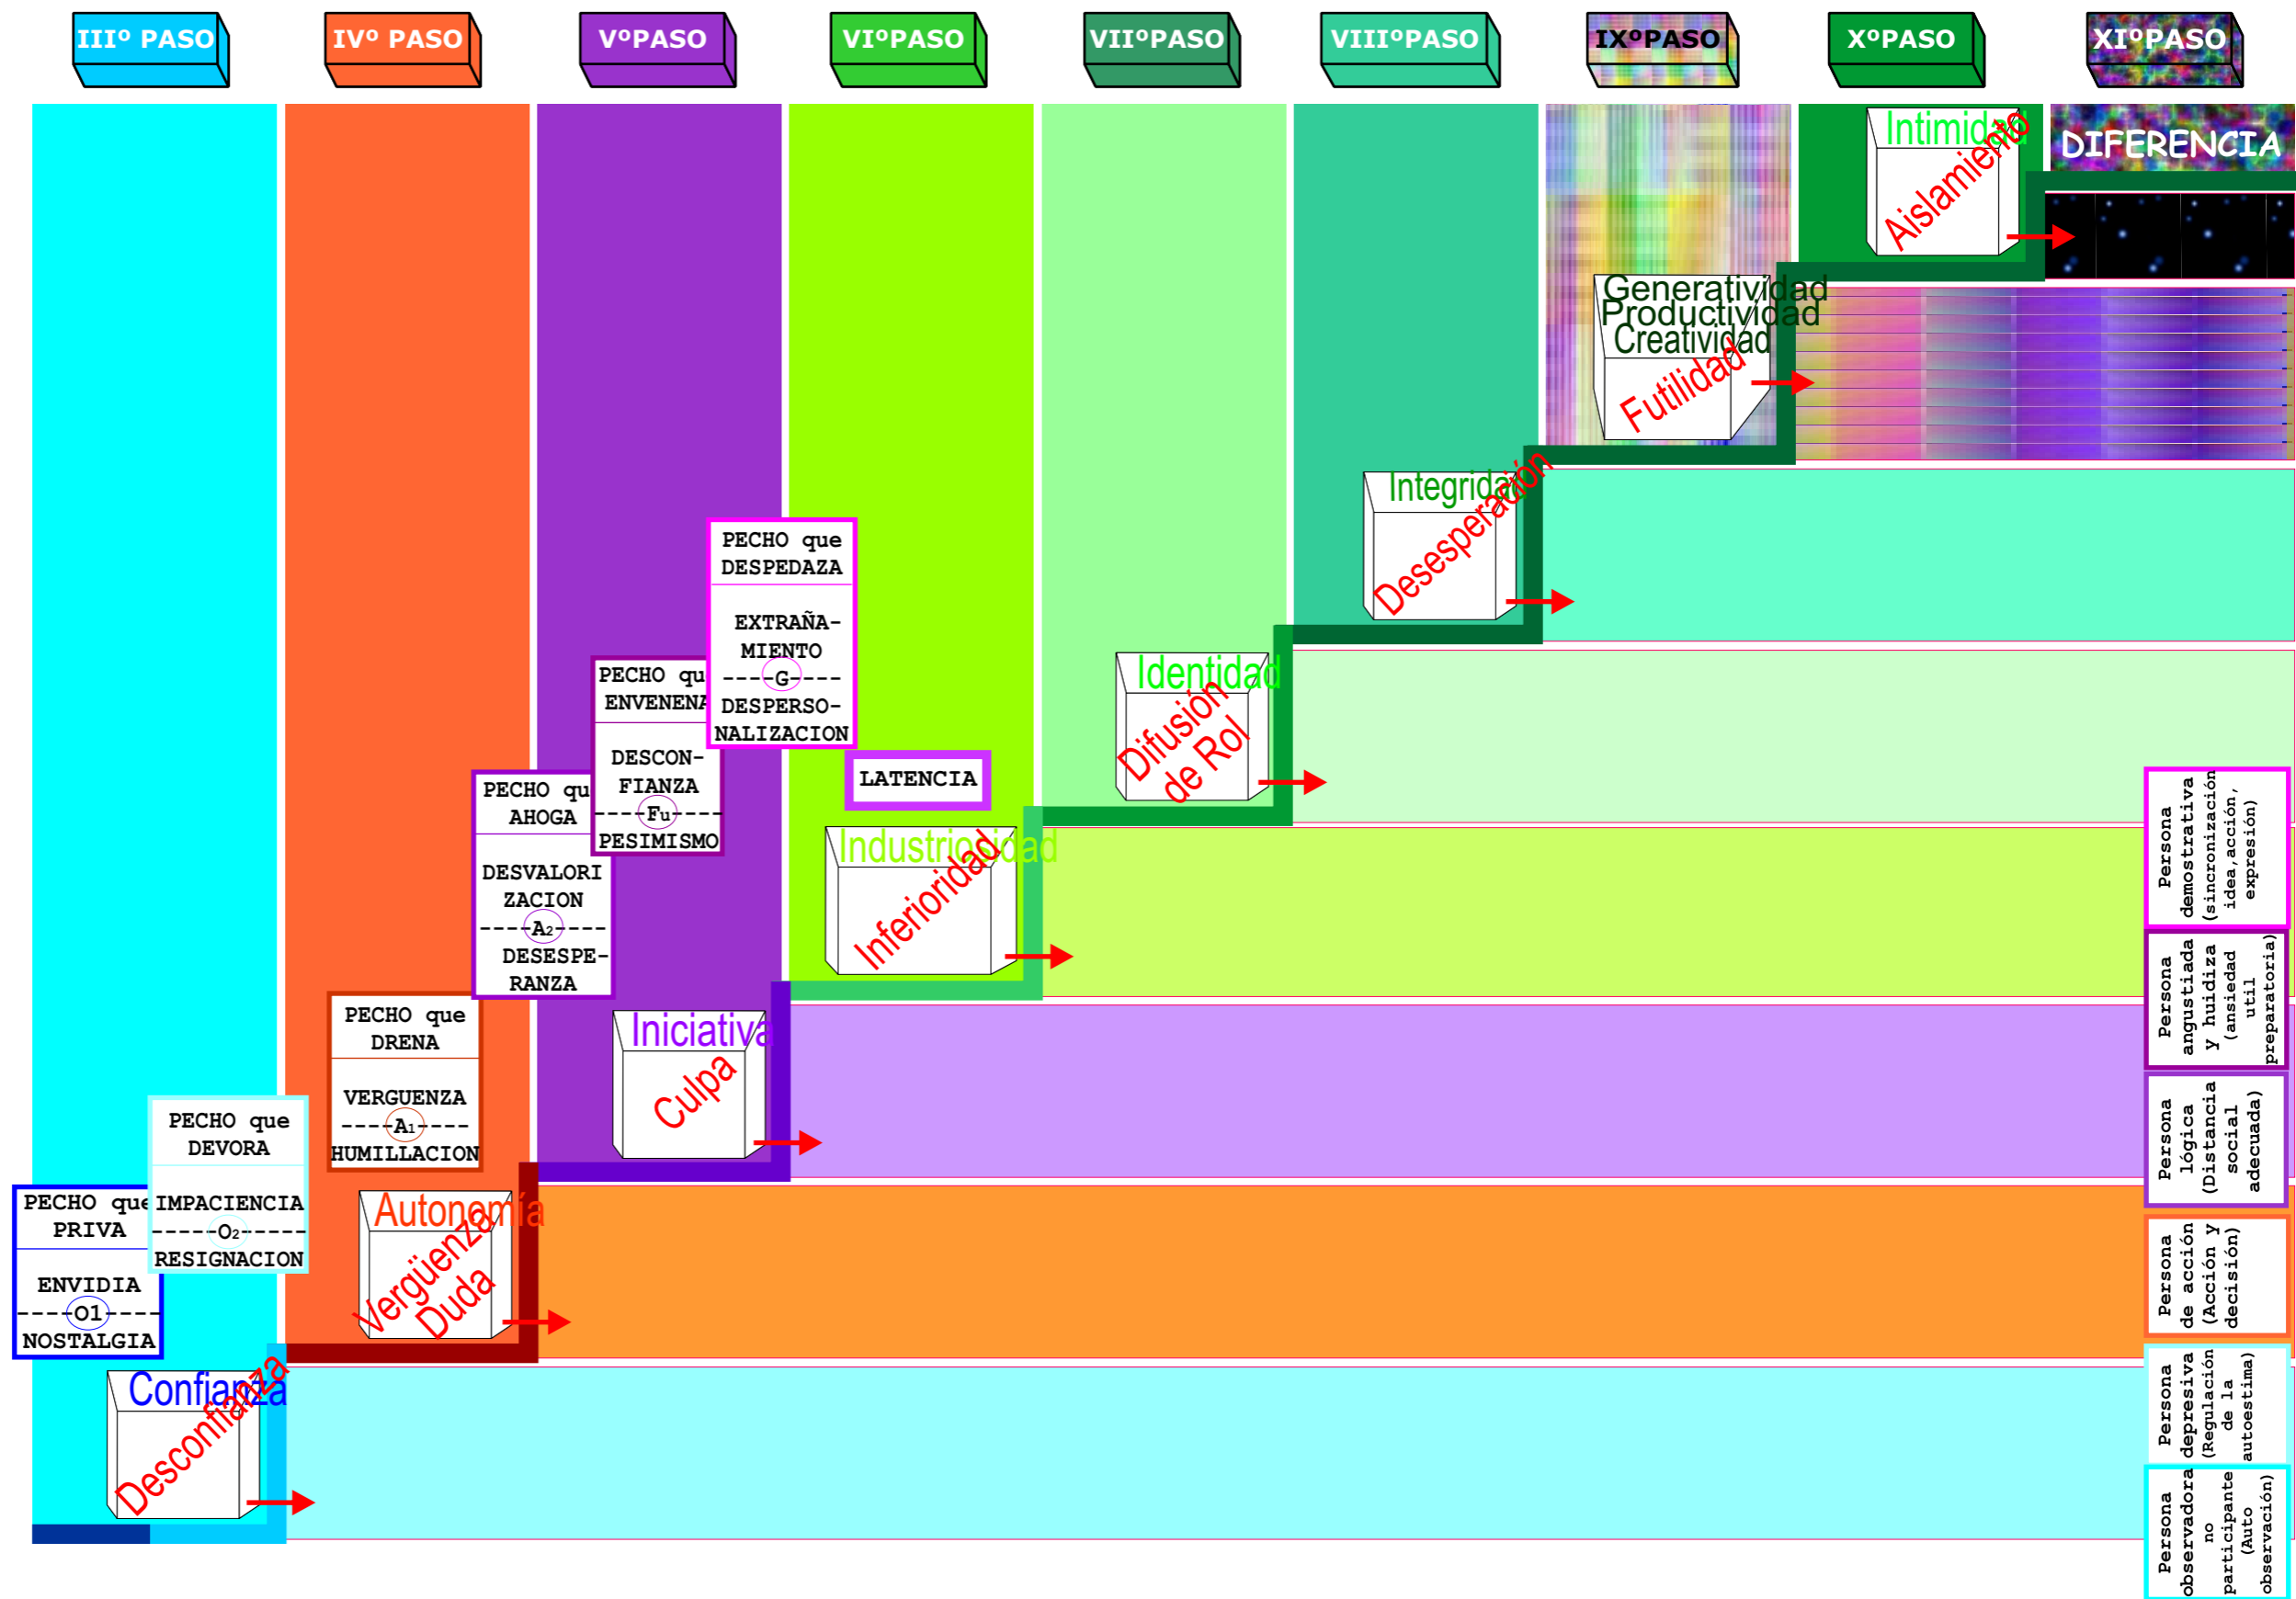 IIIº PASO
IVº PASO
VºPASO
VIºPASO
VIIºPASO
VIIIºPASO
IXºPASO
XºPASO
XIºPASO
Intimidad
Aislamiento
DIFERENCIA
Generatividad
Productividad
Creatividad
Futilidad
Integridad
Desesperación
PECHO que
DESPEDAZA
EXTRAÑA-
MIENTO
----G----
DESPERSO-
NALIZACION
Identidad
Difusión
de Rol
PECHO qu
ENVENENA
DESCON-
FIANZA
----Fu----
PESIMISMO
LATENCIA
Industriosidad
Inferioridad
PECHO qu
AHOGA
DESVALORI
ZACION
----A2----
DESESPE-
RANZA
Iniciativa
Culpa
PECHO que
DRENA
VERGUENZA
----A1----
HUMILLACION
Autonomía
Vergüenza
Duda
PECHO que
DEVORA
IMPACIENCIA
-----O2-----
RESIGNACION
PECHO que
PRIVA
ENVIDIA
----O1----
NOSTALGIA
Confianza
Desconfianza
Persona
demostrativa
(sincronización
idea,acción,
expresión)
Persona
angustiada
y huidiza
(ansiedad
util
preparatoria)
Persona
lógica
(Distancia
social
adecuada)
Persona
de acción
(Acción y
decisión)
Persona
depresiva
(Regulación
de la
autoestima)
Persona
observadora
no
participante
(Auto
observación)